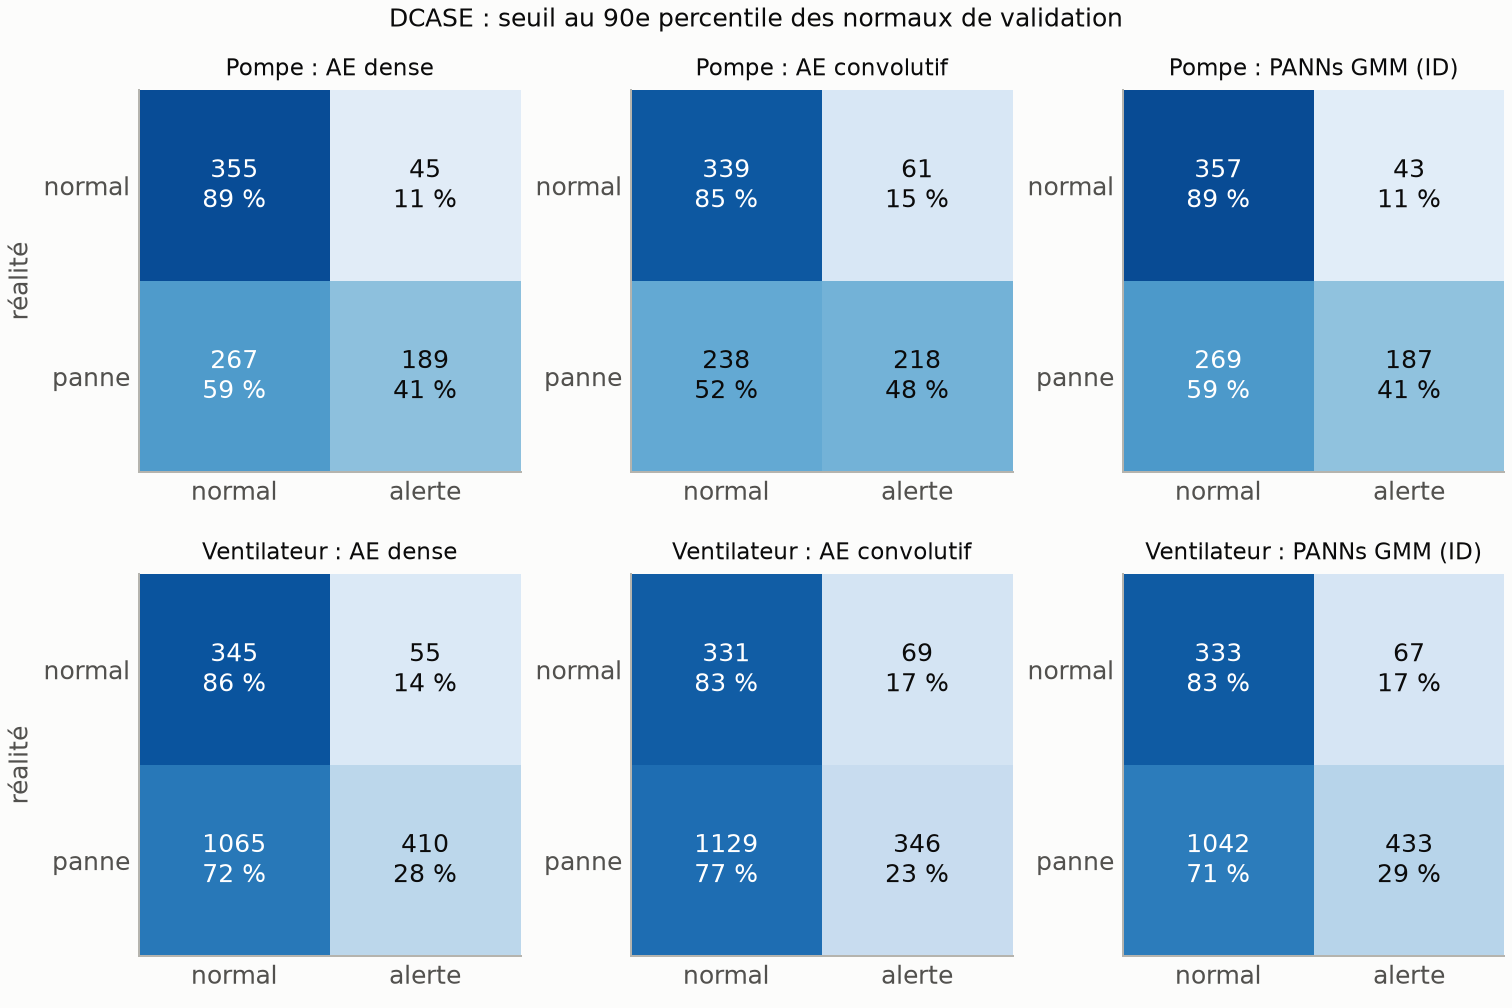 DCASE : seuil au 90e percentile des normaux de validation
Pompe : AE dense
Pompe : AE convolutif
Pompe : PANNs GMM (ID)
réalité
normal
355
89 %
45
11 %
panne
267
59 %
189
41 %
normal
alerte
normal
339
85 %
61
15 %
panne
238
52 %
218
48 %
normal
alerte
normal
357
89 %
43
11 %
panne
269
59 %
187
41 %
normal
alerte
Ventilateur : AE dense
Ventilateur : AE convolutif
Ventilateur : PANNs GMM (ID)
réalité
normal
345
86 %
55
14 %
panne
1065
72 %
410
28 %
normal
alerte
normal
331
83 %
69
17 %
panne
1129
77 %
346
23 %
normal
alerte
normal
333
83 %
67
17 %
panne
1042
71 %
433
29 %
normal
alerte